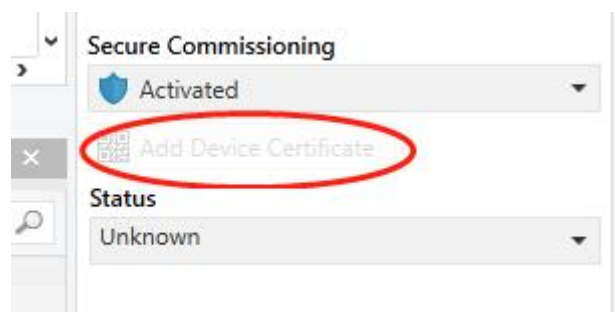 Secure Commissioning
Activated
Add Device Certificate
Status
Unknown